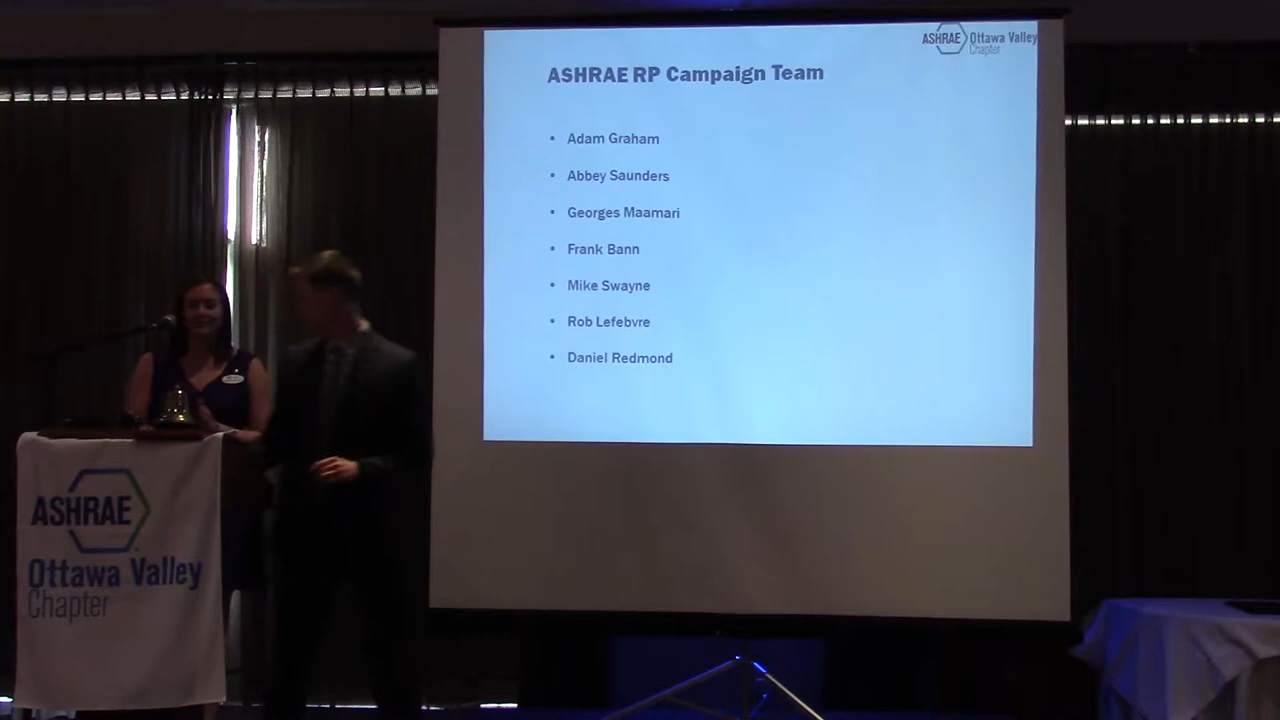 ASHRAE Ottawa Valley
Chapter
ASHRAE RP Campaign Team
• Adam Graham
• Abbey Saunders
• Georges Maamari
• Frank Bann
• Mike Swayne
• Rob Lefebvre
• Daniel Redmond
ASHRAE
Ottawa Valley
Chapter